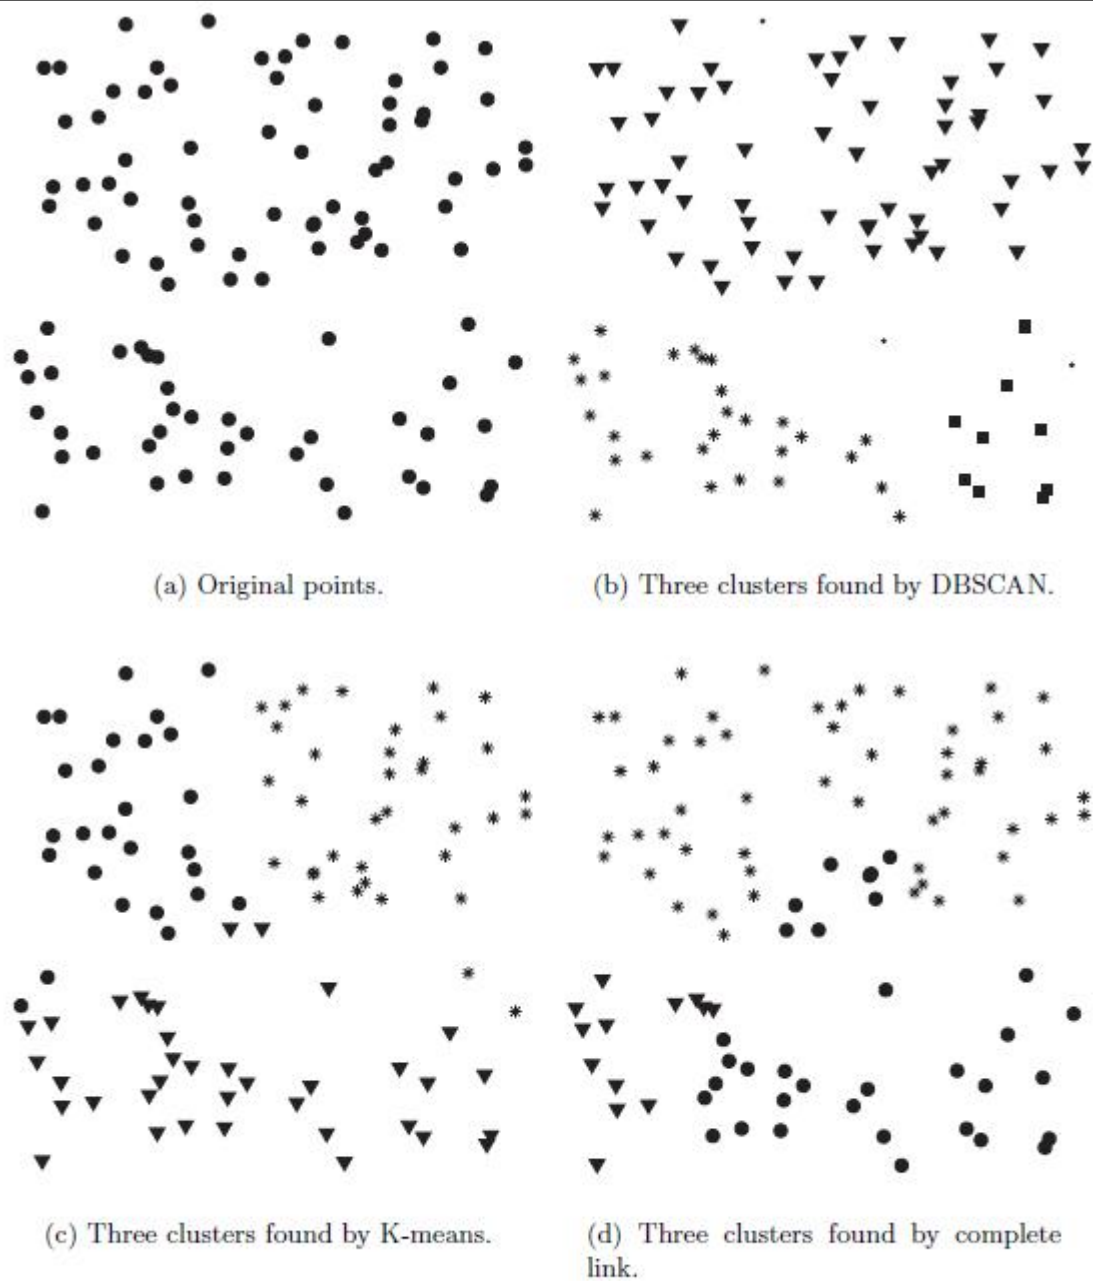 (a) Original points.
(b) Three clusters found by DBSCAN.
(c) Three clusters found by K-means.
(d) Three clusters found by complete
link.